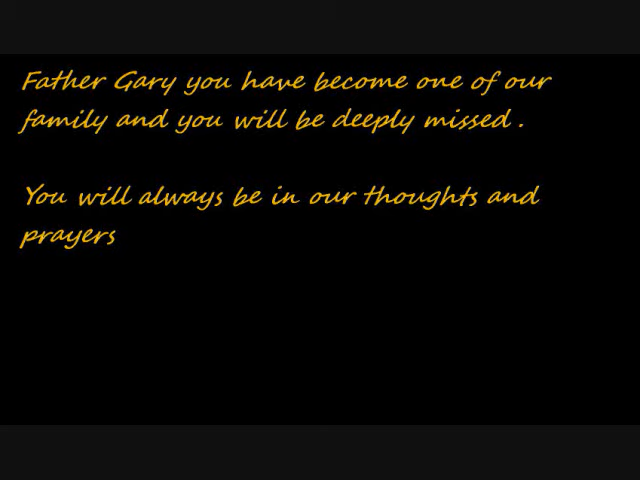 Father Gary you have become one of our
family and you will be deeply missed .
You will always be in our thoughts and
prayers